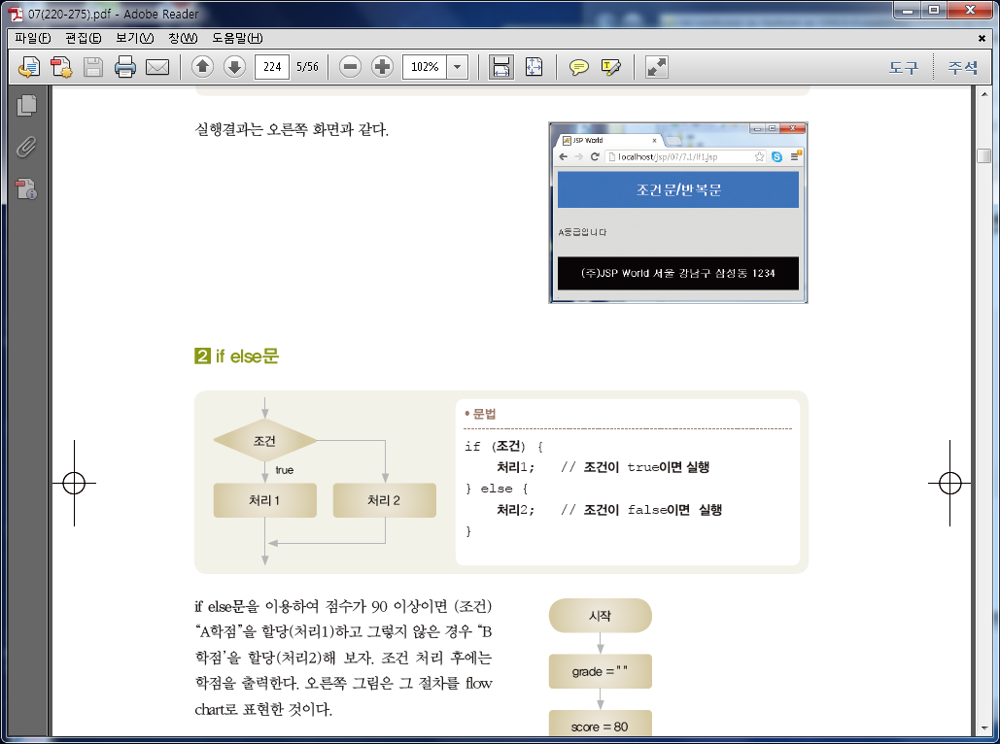 07(220-275).pdf - Adobe Reader
파일(F) 편집(E) 보기(V) 창(W) 도움말(H)
224 5/56 102% 도구 주석
실행결과는 오른쪽 화면과 같다.
JSP World
localhost/Jsp/07/7.1/If1.jsp
조건문/반복문
A등급입니다
(주)JSP World 서울 강남구 삼성동 1234
2 if else문
조건
true
처리 1 처리 2
• 문법
if (조건) {
처리1; // 조건이 true이면 실행
} else {
처리2; // 조건이 false이면 실행
}
if else문을 이용하여 점수가 90 이상이면 (조건)
“A학점”을 할당(처리1)하고 그렇지 않은 경우 “B
학점’을 할당(처리2)해 보자. 조건 처리 후에는
학점을 출력한다. 오른쪽 그림은 그 절차를 flow
chart로 표현한 것이다.
시작
grade = " "
score = 80